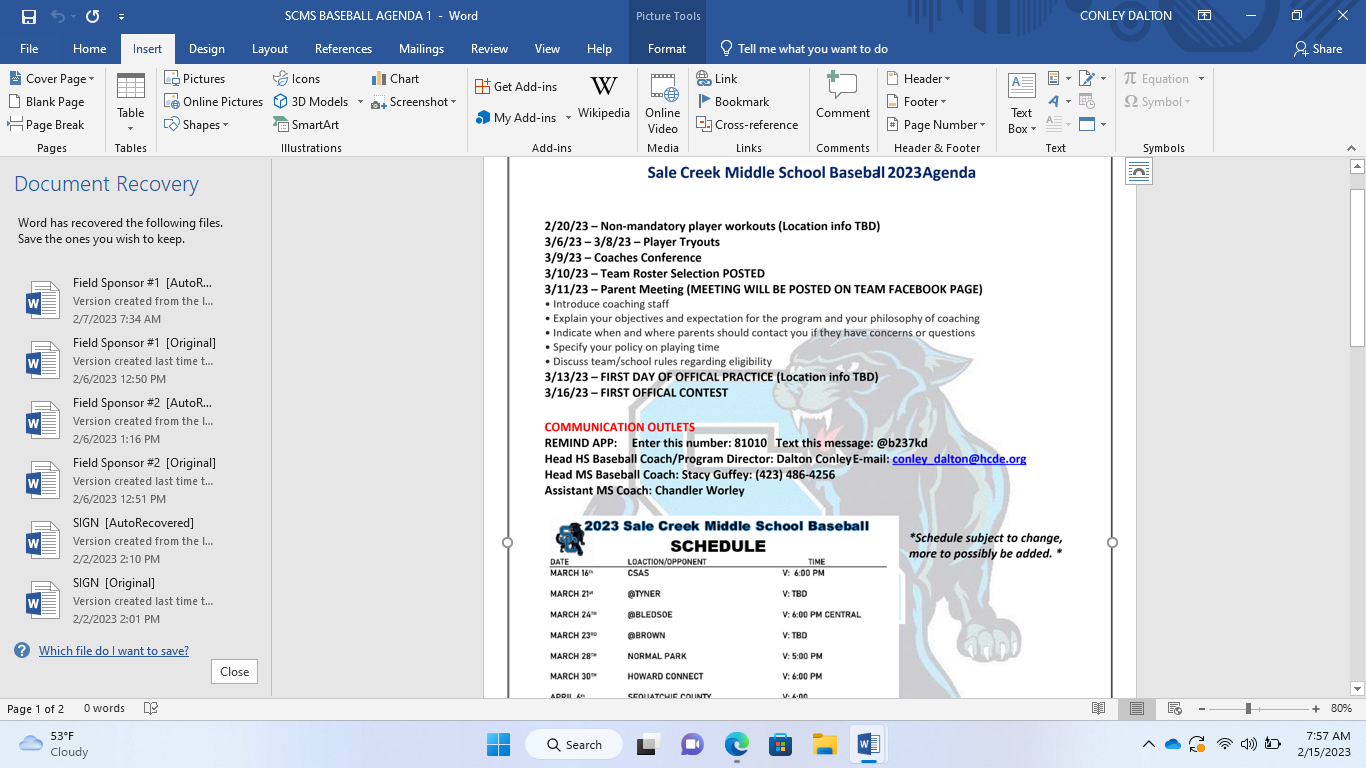 SCMS BASEBALL AGENDA 1 - Word
Picture Tools
CONLEY DALTON
File Home Insert Design Layout References Mailings Review View Help Format Tell me what you want to do Share
Cover Page
Blank Page
Page Break
Pages
Table
Tables
Pictures
Online Pictures
Shapes
Icons
3D Models
SmartArt
Chart
Screenshot
Illustrations
Get Add-ins
My Add-ins
Wikipedia
Add-ins
Online
Video
Media
Link
Bookmark
Cross-reference
Links
Comment
Comments
Header
Footer
Page Number
Header & Footer
Text
Box
Text
Equation
Symbol
Symbols
Document Recovery
Word has recovered the following files.
Save the ones you wish to keep.
Field Sponsor #1 [AutoR...
Version created from the l...
2/7/2023 7:34 AM
Field Sponsor #1 [Original]
Version created last time t...
2/6/2023 12:50 PM
Field Sponsor #2 [AutoR...
Version created from the l...
2/6/2023 1:16 PM
Field Sponsor #2 [Original]
Version created last time t...
2/6/2023 12:51 PM
SIGN [AutoRecovered]
Version created from the l...
2/2/2023 2:10 PM
SIGN [Original]
Version created last time t...
2/2/2023 2:01 PM
Which file do I want to save?
Close
Sale Creek Middle School Baseball 2023Agenda
2/20/23 – Non-mandatory player workouts (Location info TBD)
3/6/23 – 3/8/23 – Player Tryouts
3/9/23 – Coaches Conference
3/10/23 – Team Roster Selection POSTED
3/11/23 – Parent Meeting (MEETING WILL BE POSTED ON TEAM FACEBOOK PAGE)
• Introduce coaching staff
• Explain your objectives and expectation for the program and your philosophy of coaching
• Indicate when and where parents should contact you if they have concerns or questions
• Specify your policy on playing time
• Discuss team/school rules regarding eligibility
3/13/23 – FIRST DAY OF OFFICAL PRACTICE (Location info TBD)
3/16/23 – FIRST OFFICAL CONTEST
COMMUNICATION OUTLETS
REMIND APP: Enter this number: 81010 Text this message: @b237kd
Head HS Baseball Coach/Program Director: Dalton Conley E-mail: conley_dalton@hcde.org
Head MS Baseball Coach: Stacy Guffey: (423) 486-4256
Assistant MS Coach: Chandler Worley
2023 Sale Creek Middle School Baseball
SCHEDULE
DATE LOACTION/OPPONENT TIME
MARCH 16th CSAS V: 6:00 PM
MARCH 21st @TYNER V: TBD
MARCH 24TH @BLEDSOE V: 6:00 PM CENTRAL
MARCH 23RD @BROWN V: TBD
MARCH 28TH NORMAL PARK V: 5:00 PM
MARCH 30TH HOWARD CONNECT V: 6:00 PM
APRIL 6th SEQUATCHIE COUNTY V: 6:00
*Schedule subject to change,
more to possibly be added. *
Page 1 of 2 0 words 80%
53°F
Cloudy
Search
7:57 AM
2/15/2023